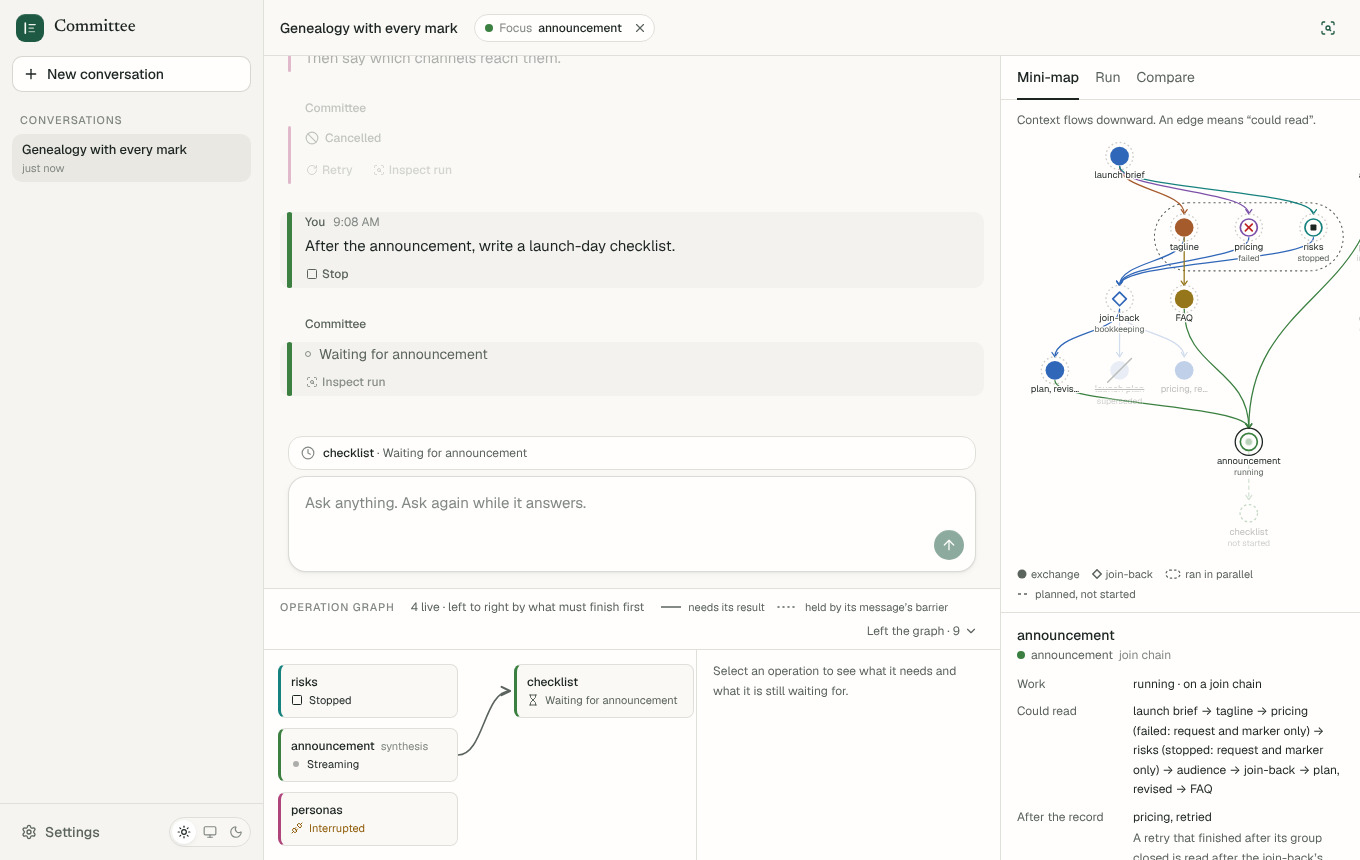 Committee
New conversation
CONVERSATIONS
Genealogy with every mark
just now
Settings
Genealogy with every mark
Focus announcement
Then say which channels reach them.
Committee
Cancelled
Retry Inspect run
You 9:08 AM
After the announcement, write a launch-day checklist.
Stop
Committee
Waiting for announcement
Inspect run
checklist · Waiting for announcement
Ask anything. Ask again while it answers.
OPERATION GRAPH 4 live · left to right by what must finish first needs its result held by its message's barrier
Left the graph · 9
risks
Stopped
announcement synthesis
Streaming
personas
Interrupted
checklist
Waiting for announcement
Select an operation to see what it needs and
what it is still waiting for.
Mini-map Run Compare
Context flows downward. An edge means “could read”.
launch brief
tagline pricing risks
failed stopped
join-back FAQ
bookkeeping
plan, revis… launch plan pricing, re…
superseded
announcement
running
checklist
not started
exchange join-back ran in parallel
planned, not started
announcement
announcement join chain
Work running · on a join chain
Could read launch brief → tagline → pricing
(failed: request and marker only) →
risks (stopped: request and marker
only) → audience → join-back → plan,
revised → FAQ
After the record pricing, retried
A retry that finished after its group
closed is read after the join-back's